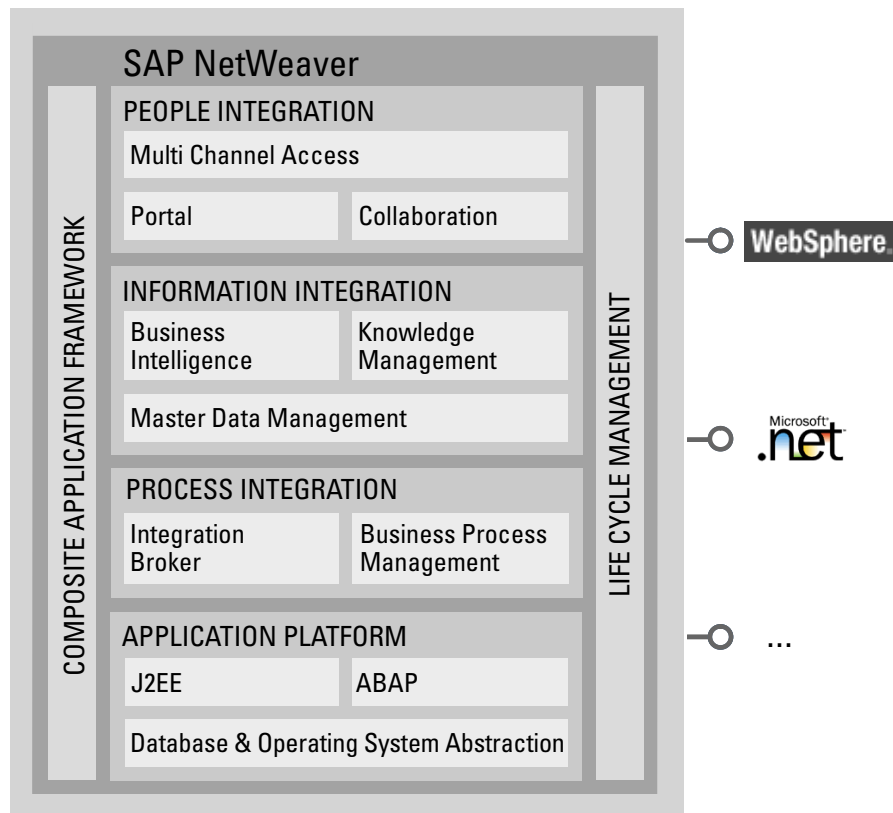 SAP NetWeaver
COMPOSITE APPLICATION FRAMEWORK
PEOPLE INTEGRATION
Multi Channel Access
Portal
Collaboration
INFORMATION INTEGRATION
Business
Intelligence
Knowledge
Management
Master Data Management
PROCESS INTEGRATION
Integration
Broker
Business Process
Management
APPLICATION PLATFORM
J2EE
ABAP
Database & Operating System Abstraction
LIFE CYCLE MANAGEMENT
WebSphere
Microsoft
.net
...